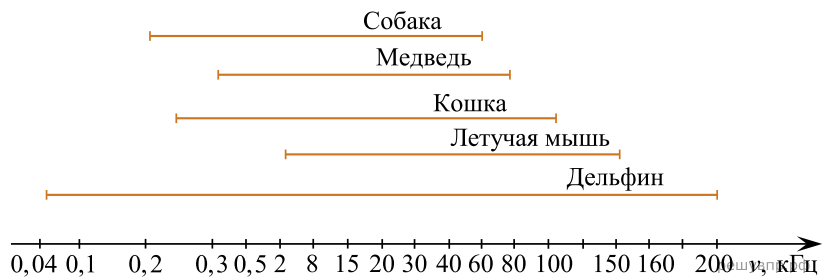 Собака
Медведь
Кошка
Летучая мышь
Дельфин
0,04 0,1 0,2 0,3 0,5 2 8 15 20 30 40 60 80 100 150 160 200 ν, кГц